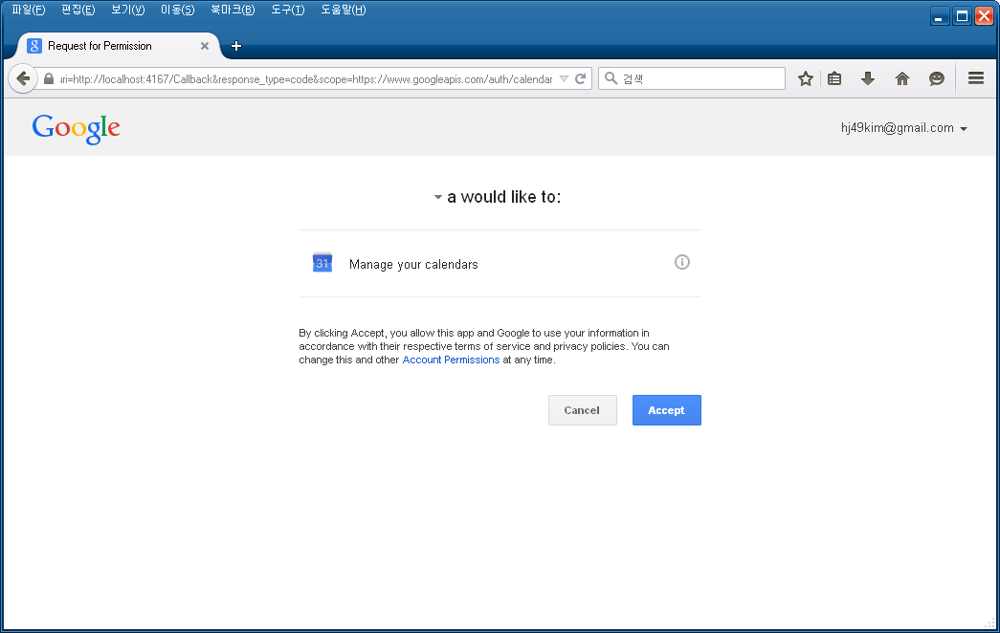 파일(F) 편집(E) 보기(V) 이동(S) 북마크(B) 도구(T) 도움말(H)
8 Request for Permission
ıri=http://localhost:4167/Callback&response_type=code&scope=https://www.googleapis.com/auth/calendar 검색
Google hj49kim@gmail.com
a would like to:
31 Manage your calendars
By clicking Accept, you allow this app and Google to use your information in
accordance with their respective terms of service and privacy policies. You can
change this and other Account Permissions at any time.
Cancel Accept